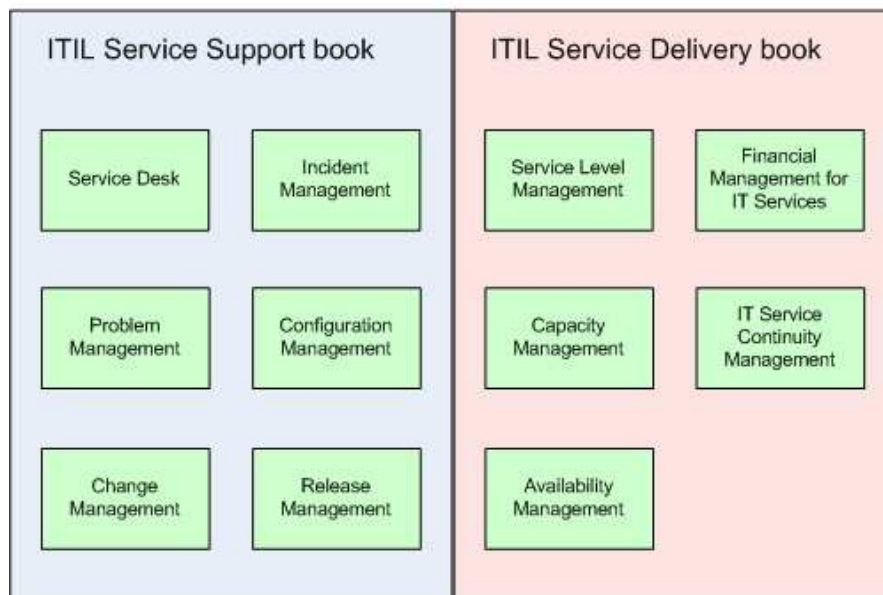 ITIL Service Support book
Service Desk
Incident
Management
Problem
Management
Configuration
Management
Change
Management
Release
Management
ITIL Service Delivery book
Service Level
Management
Financial
Management for
IT Services
Capacity
Management
IT Service
Continuity
Management
Availability
Management